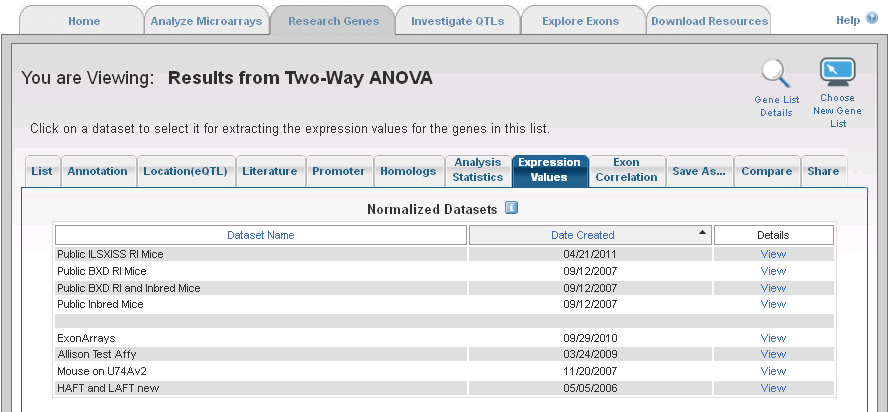 Home Analyze Microarrays Research Genes Investigate QTLs Explore Exons Download Resources Help
You are Viewing: Results from Two-Way ANOVA
Gene List Details
Choose New Gene List
Click on a dataset to select it for extracting the expression values for the genes in this list.
List Annotation Location(eQTL) Literature Promoter Homologs Analysis Statistics Expression Values Exon Correlation Save As... Compare Share
Normalized Datasets i
Dataset Name Date Created Details
Public ILSXISS RI Mice 04/21/2011 View
Public BXD RI Mice 09/12/2007 View
Public BXD RI and Inbred Mice 09/12/2007 View
Public Inbred Mice 09/12/2007 View
ExonArrays 09/29/2010 View
Allison Test Affy 03/24/2009 View
Mouse on U74Av2 11/20/2007 View
HAFT and LAFT new 05/05/2006 View